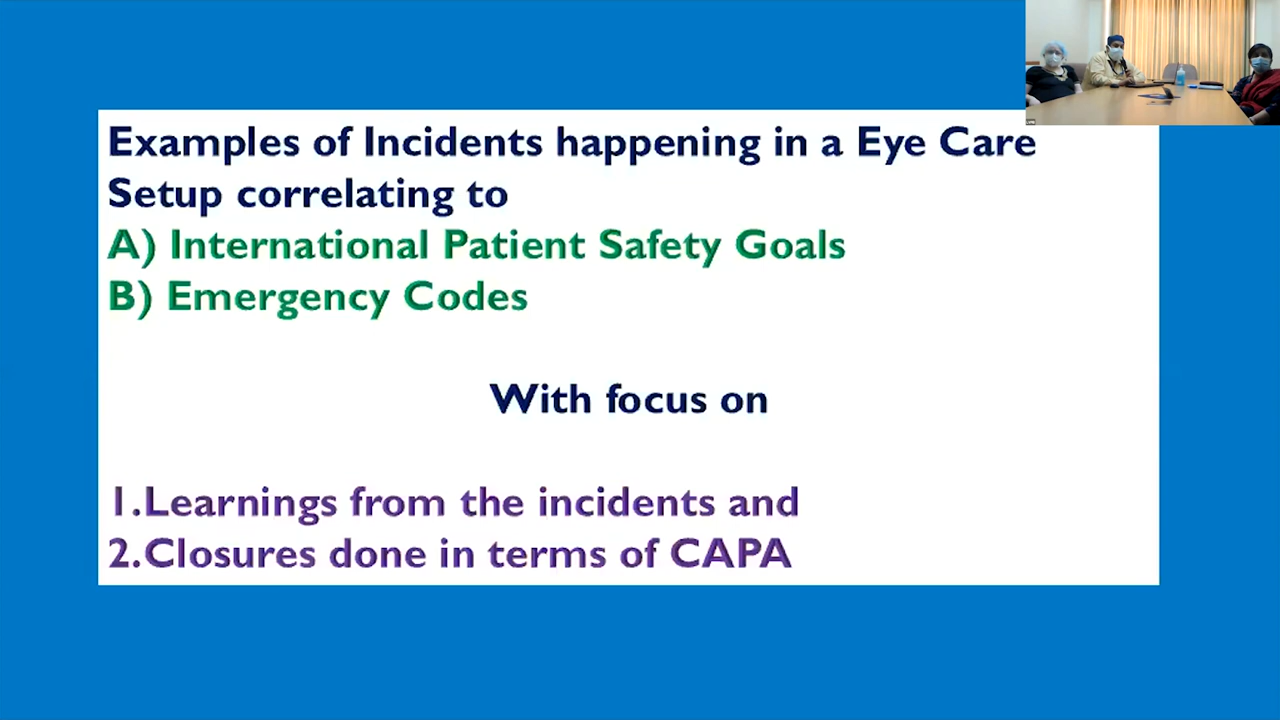 Examples of Incidents happening in a Eye Care
Setup correlating to
A) International Patient Safety Goals
B) Emergency Codes
With focus on
1.Learnings from the incidents and
2.Closures done in terms of CAPA